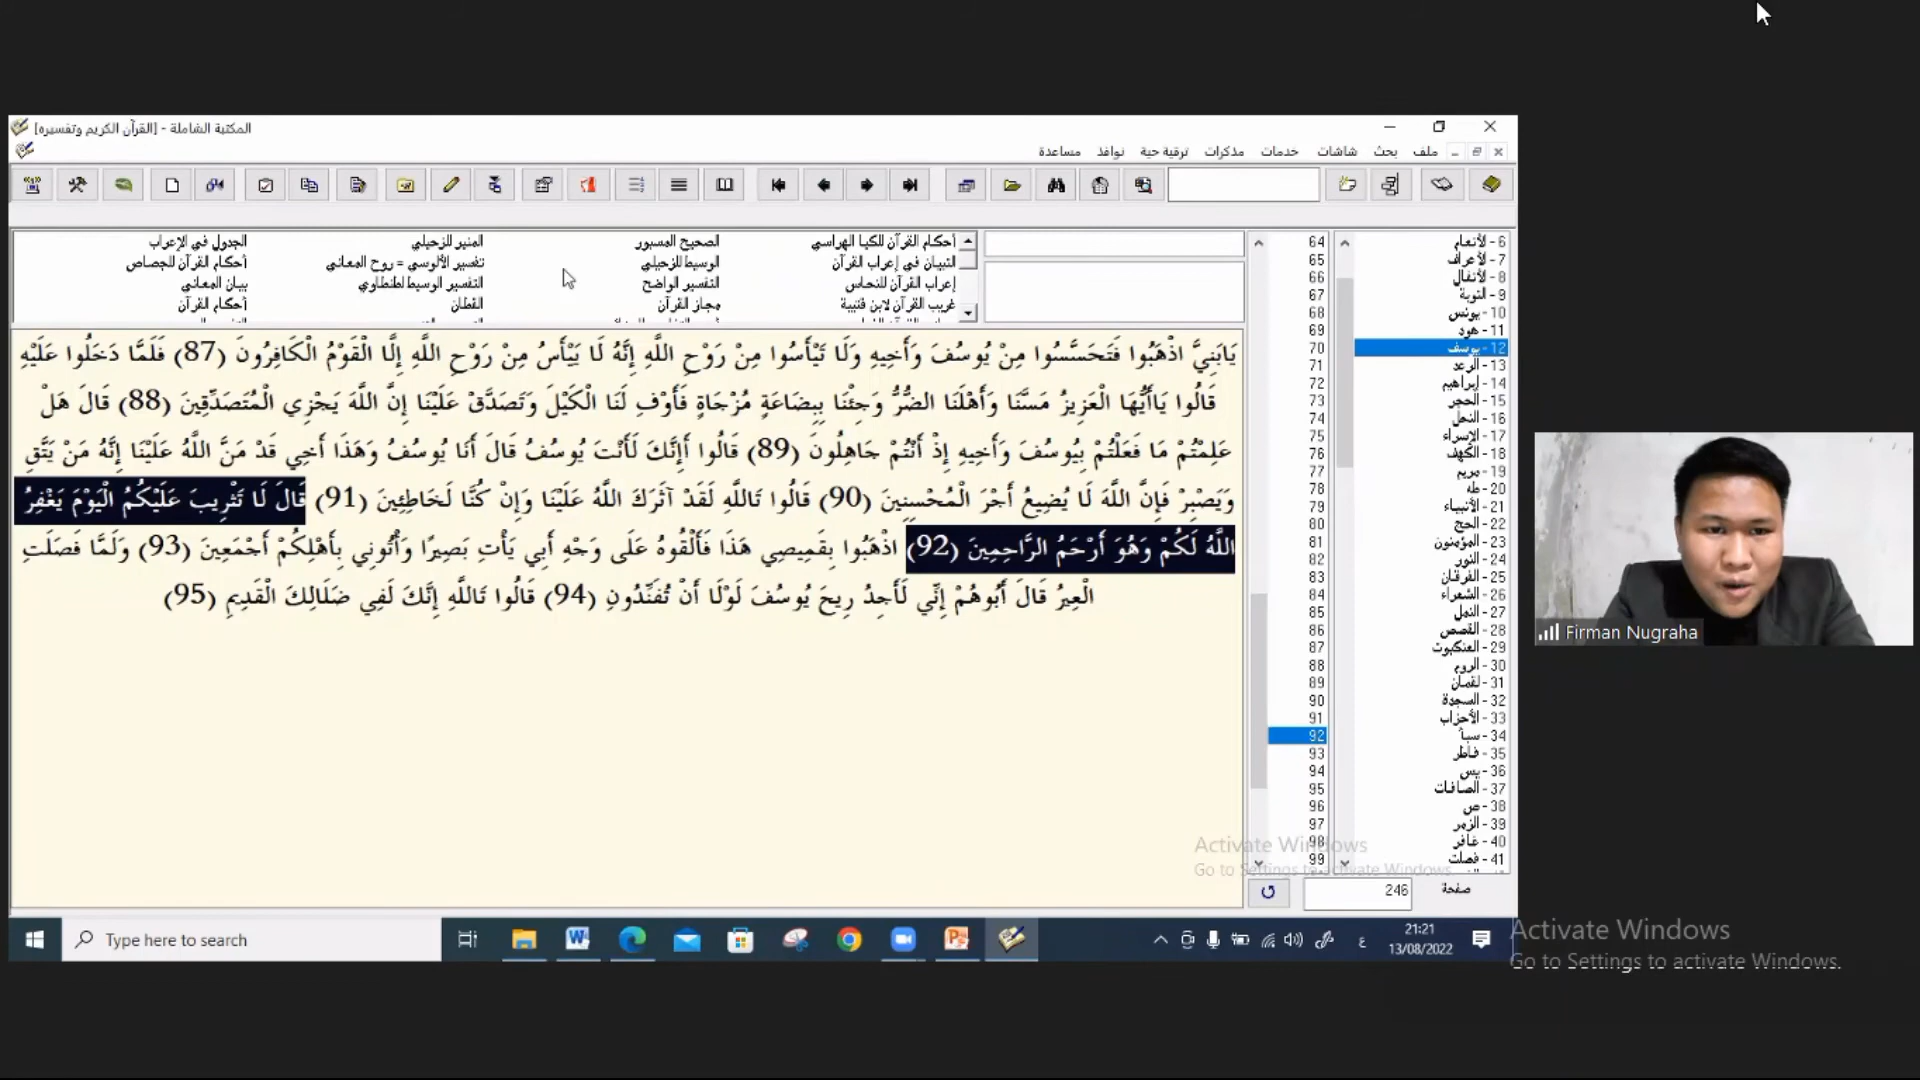 المكتبة الشاملة - [القرآن الكريم وتفسيره]
ملف بحث شاشات خدمات مذكرات ترقية حية نوافذ مساعدة
أحكام القرآن للكيا الهراسي الصحيح المسبور المنير للزحيلي الجدول في الإعراب
التبيان في إعراب القرآن الوسيط للزحيلي تفسير الألوسي = روح المعاني أحكام القرآن للجصاص
إعراب القرآن للنحاس التفسير الواضح التفسير الوسيط لطنطاوي بيان المعاني
غريب القرآن لابن قتيبة مجاز القرآن القطان أحكام القرآن
يَابَنِيَّ اذْهَبُوا فَتَحَسَّسُوا مِنْ يُوسُفَ وَأَخِيهِ وَلَا تَيْأَسُوا مِنْ رَوْحِ اللَّهِ إِنَّهُ لَا يَيْأَسُ مِنْ رَوْحِ اللَّهِ إِلَّا الْقَوْمُ الْكَافِرُونَ (87) فَلَمَّا دَخَلُوا عَلَيْهِ
قَالُوا يَاأَيُّهَا الْعَزِيزُ مَسَّنَا وَأَهْلَنَا الضُّرُّ وَجِئْنَا بِبِضَاعَةٍ مُزْجَاةٍ فَأَوْفِ لَنَا الْكَيْلَ وَتَصَدَّقْ عَلَيْنَا إِنَّ اللَّهَ يَجْزِي الْمُتَصَدِّقِينَ (88) قَالَ هَلْ
عَلِمْتُمْ مَا فَعَلْتُمْ بِيُوسُفَ وَأَخِيهِ إِذْ أَنْتُمْ جَاهِلُونَ (89) قَالُوا أَإِنَّكَ لَأَنْتَ يُوسُفُ قَالَ أَنَا يُوسُفُ وَهَذَا أَخِي قَدْ مَنَّ اللَّهُ عَلَيْنَا إِنَّهُ مَنْ يَتَّقِ
وَيَصْبِرْ فَإِنَّ اللَّهَ لَا يُضِيعُ أَجْرَ الْمُحْسِنِينَ (90) قَالُوا تَاللَّهِ لَقَدْ آثَرَكَ اللَّهُ عَلَيْنَا وَإِنْ كُنَّا لَخَاطِئِينَ (91) قَالَ لَا تَثْرِيبَ عَلَيْكُمُ الْيَوْمَ يَغْفِرُ
اللَّهُ لَكُمْ وَهُوَ أَرْحَمُ الرَّاحِمِينَ (92) اذْهَبُوا بِقَمِيصِي هَذَا فَأَلْقُوهُ عَلَى وَجْهِ أَبِي يَأْتِ بَصِيرًا وَأْتُونِي بِأَهْلِكُمْ أَجْمَعِينَ (93) وَلَمَّا فَصَلَتِ
الْعِيرُ قَالَ أَبُوهُمْ إِنِّي لَأَجِدُ رِيحَ يُوسُفَ لَوْلَا أَنْ تُفَنِّدُونِ (94) قَالُوا تَاللَّهِ إِنَّكَ لَفِي ضَلَالِكَ الْقَدِيمِ (95)
64
65
66
67
68
69
70
71
72
73
74
75
76
77
78
79
80
81
82
83
84
85
86
87
88
89
90
91
92
93
94
95
96
97
98
99
6 - الأنعام
7 - الأعراف
8 - الأنفال
9 - التوبة
10 - يونس
11 - هود
12 - يوسف
13 - الرعد
14 - إبراهيم
15 - الحجر
16 - النحل
17 - الإسراء
18 - الكهف
19 - مريم
20 - طه
21 - الأنبياء
22 - الحج
23 - المؤمنون
24 - النور
25 - الفرقان
26 - الشعراء
27 - النمل
28 - القصص
29 - العنكبوت
30 - الروم
31 - لقمان
32 - السجدة
33 - الأحزاب
34 - سبأ
35 - فاطر
36 - يس
37 - الصافات
38 - ص
39 - الزمر
40 - غافر
41 - فصلت
صفحة 246
Activate Windows
Go to Settings to activate Windows.
Firman Nugraha
Type here to search
ع
21:21
13/08/2022
Activate Windows
Go to Settings to activate Windows.